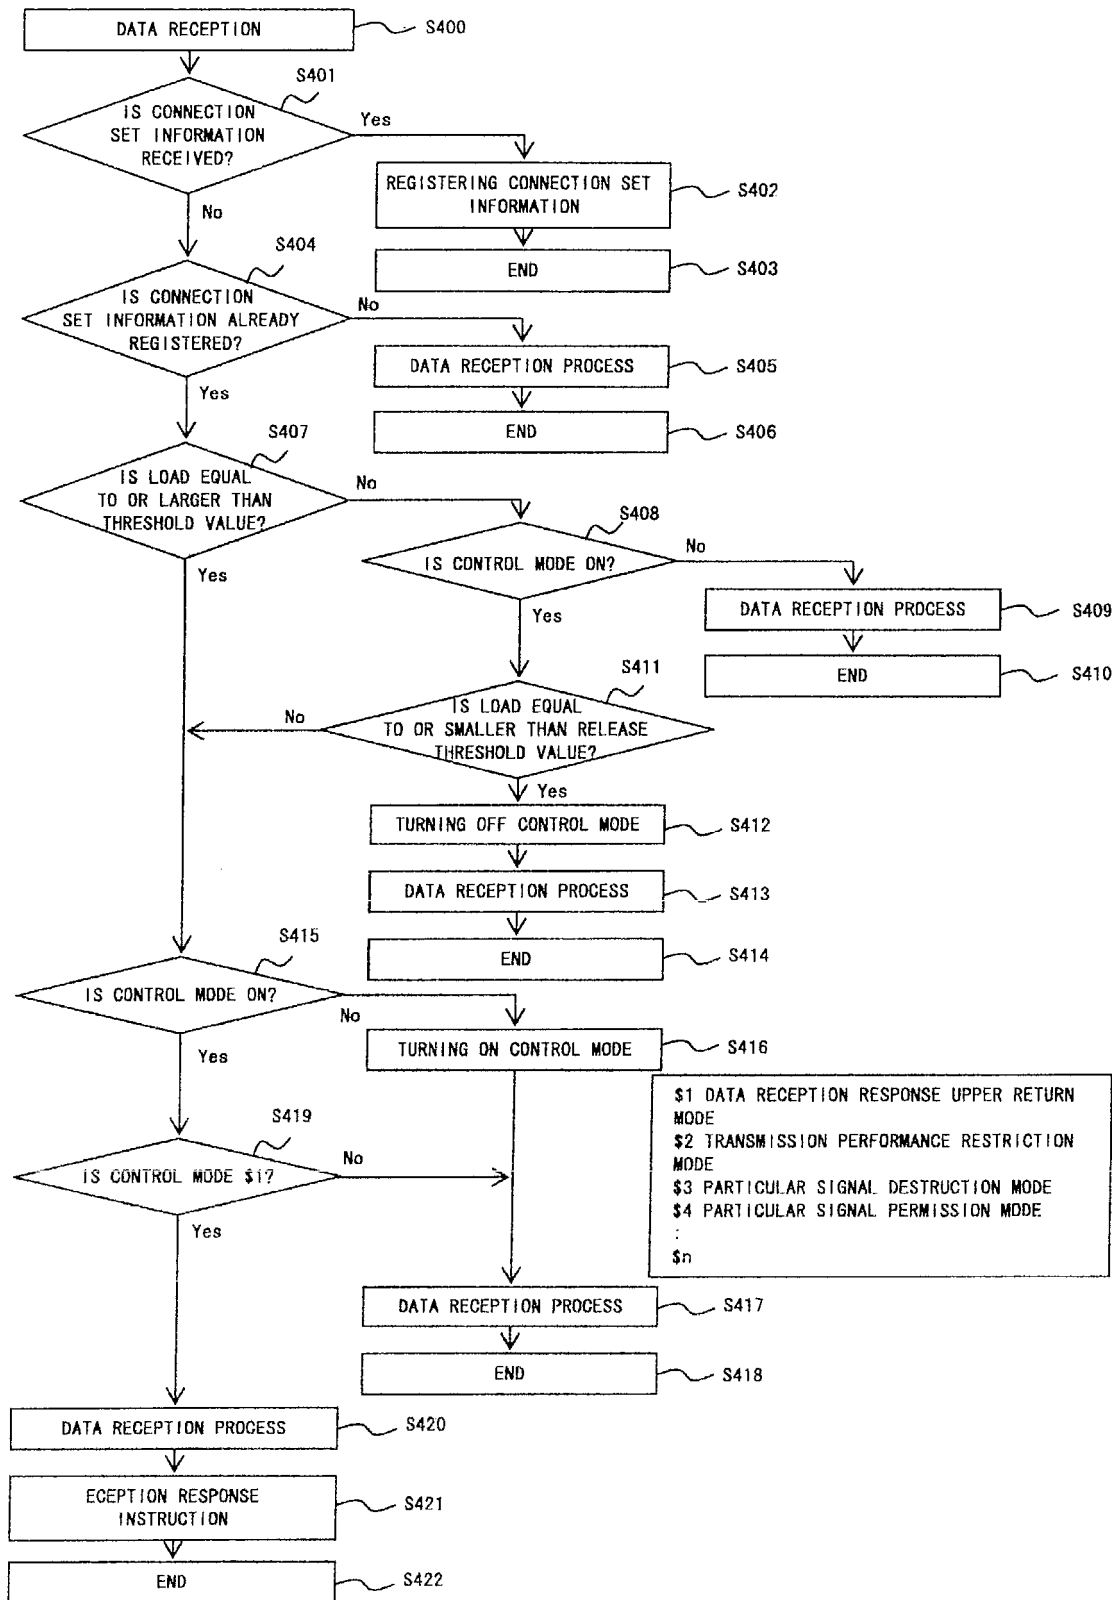 DATA RECEPTION
S400
S401
IS CONNECTION
SET INFORMATION
RECEIVED?
Yes
No
REGISTERING CONNECTION SET
INFORMATION
S402
END
S403
S404
IS CONNECTION
SET INFORMATION ALREADY
REGISTERED?
No
Yes
DATA RECEPTION PROCESS
S405
END
S406
S407
IS LOAD EQUAL
TO OR LARGER THAN
THRESHOLD VALUE?
No
Yes
S408
IS CONTROL MODE ON?
No
Yes
DATA RECEPTION PROCESS
S409
END
S410
S411
IS LOAD EQUAL
TO OR SMALLER THAN RELEASE
THRESHOLD VALUE?
No
Yes
TURNING OFF CONTROL MODE
S412
DATA RECEPTION PROCESS
S413
END
S414
S415
IS CONTROL MODE ON?
No
Yes
TURNING ON CONTROL MODE
S416
$1 DATA RECEPTION RESPONSE UPPER RETURN
MODE
$2 TRANSMISSION PERFORMANCE RESTRICTION
MODE
$3 PARTICULAR SIGNAL DESTRUCTION MODE
$4 PARTICULAR SIGNAL PERMISSION MODE
:
$n
S419
IS CONTROL MODE $1?
No
Yes
DATA RECEPTION PROCESS
S417
END
S418
DATA RECEPTION PROCESS
S420
ECEPTION RESPONSE
INSTRUCTION
S421
END
S422